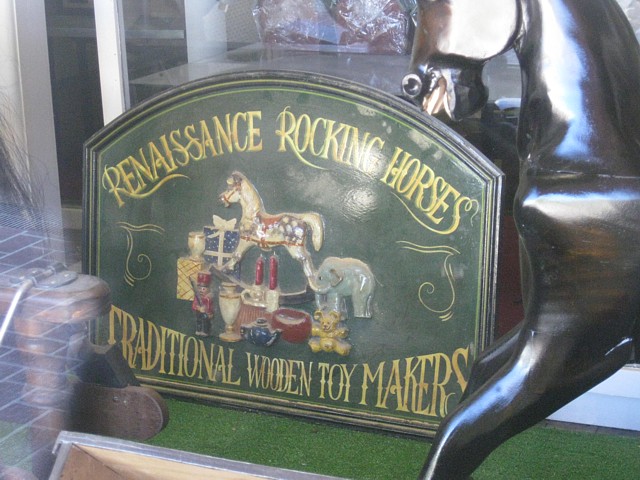 RENAISSANCE ROCKING HORSES
TRADITIONAL WOODEN TOY MAKERS